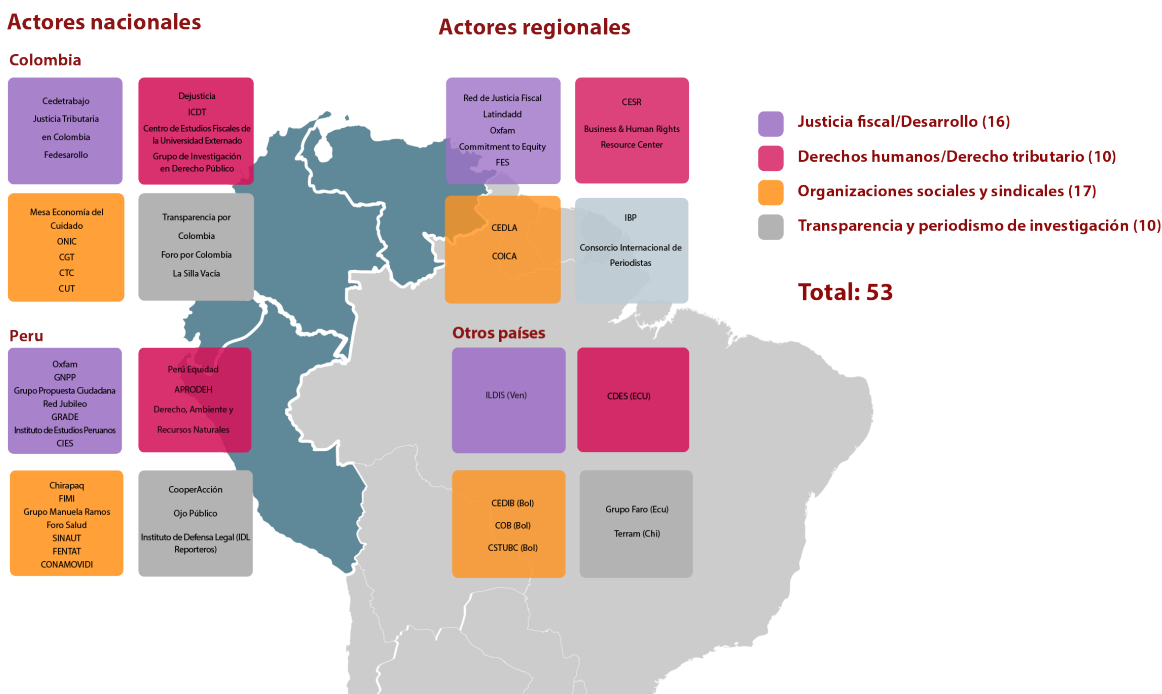 Actores nacionales
Colombia
Cedetrabajo
Justicia Tributaria
en Colombia
Fedesarollo
Dejusticia
ICDT
Centro de Estudios Fiscales de
la Universidad Externado
Grupo de Investigación
en Derecho Público
Mesa Economía del
Cuidado
ONIC
CGT
CTC
CUT
Transparencia por
Colombia
Foro por Colombia
La Silla Vacía
Peru
Oxfam
GNPP
Grupo Propuesta Ciudadana
Red Jubileo
GRADE
Instituto de Estudios Peruanos
CIES
Perú Equidad
APRODEH
Derecho, Ambiente y
Recursos Naturales
Chirapaq
FIMI
Grupo Manuela Ramos
Foro Salud
SINAUT
FENTAT
CONAMOVIDI
CooperAcción
Ojo Público
Instituto de Defensa Legal (IDL
Reporteros)
Actores regionales
Red de Justicia Fiscal
Latindadd
Oxfam
Commitment to Equity
FES
CESR
Business & Human Rights
Resource Center
CEDLA
COICA
IBP
Consorcio Internacional de
Periodistas
Otros países
ILDIS (Ven)
CDES (ECU)
CEDIB (Bol)
COB (Bol)
CSTUBC (Bol)
Grupo Faro (Ecu)
Terram (Chi)
Justicia fiscal/Desarrollo (16)
Derechos humanos/Derecho tributario (10)
Organizaciones sociales y sindicales (17)
Transparencia y periodismo de investigación (10)
Total: 53